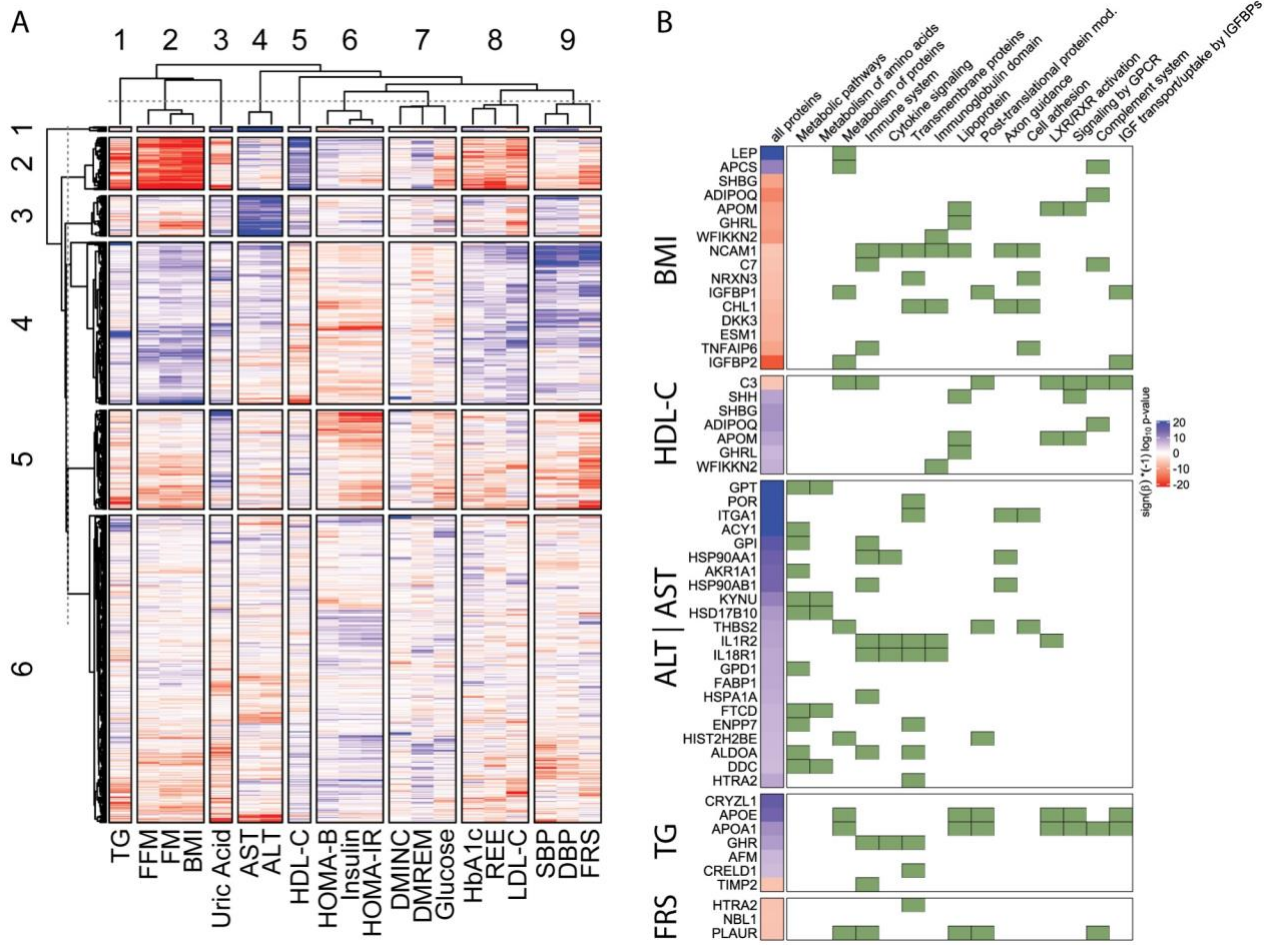 A
1 2 3 4 5 6 7 8 9
1
2
3
4
5
6
TG
FFM
FM
BMI
Uric Acid
AST
ALT
HDL-C
HOMA-B
Insulin
HOMA-IR
DMINC
DMREM
Glucose
HbA1c
REE
LDL-C
SBP
DBP
FRS
B
all proteins
Metabolic pathways
Metabolism of amino acids
Metabolism of proteins
Immune system
Cytokine signaling
Transmembrane proteins
Immunoglobulin domain
Lipoprotein
Post-translational protein mod.
Axon guidance
Cell adhesion
LXR/RXR activation
Signaling by GPCR
Complement system
IGF transport/uptake by IGFBPs
BMI
LEP
APCS
SHBG
ADIPOQ
APOM
GHRL
WFIKKN2
NCAM1
C7
NRXN3
IGFBP1
CHL1
DKK3
ESM1
TNFAIP6
IGFBP2
HDL-C
C3
SHH
SHBG
ADIPOQ
APOM
GHRL
WFIKKN2
ALT | AST
GPT
POR
ITGA1
ACY1
GPI
HSP90AA1
AKR1A1
HSP90AB1
KYNU
HSD17B10
THBS2
IL1R2
IL18R1
GPD1
FABP1
HSPA1A
FTCD
ENPP7
HIST2H2BE
ALDOA
DDC
HTRA2
TG
CRYZL1
APOE
APOA1
GHR
AFM
CRELD1
TIMP2
FRS
HTRA2
NBL1
PLAUR
sign(β) *(-1) log10 p-value
20
10
0
-10
-20